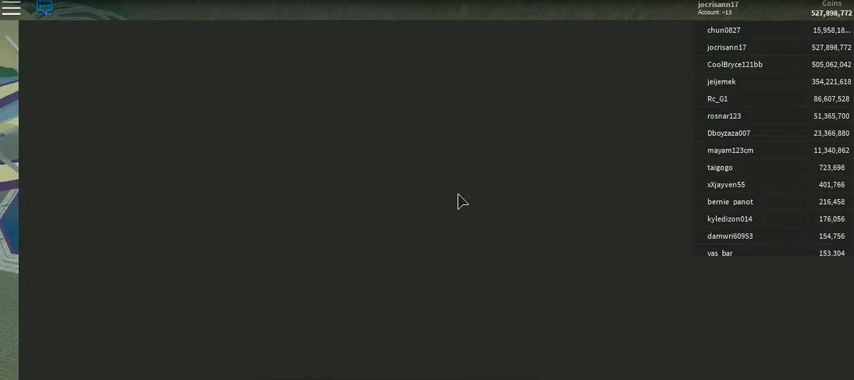 jocrisann17
Account: <13
Coins
527,898,772
chun0827 15,958,18...
jocrisann17 527,898,772
CoolBryce121bb 505,062,042
jeijemek 354,221,618
Rc_G1 86,607,528
rosnar123 51,365,700
Dboyzaza007 23,366,880
mayam123cm 11,340,862
taigogo 723,698
xXjayven55 401,766
bernie_panot 216,458
kyledizon014 176,056
damwri60953 154,756
vas_bar 153,304